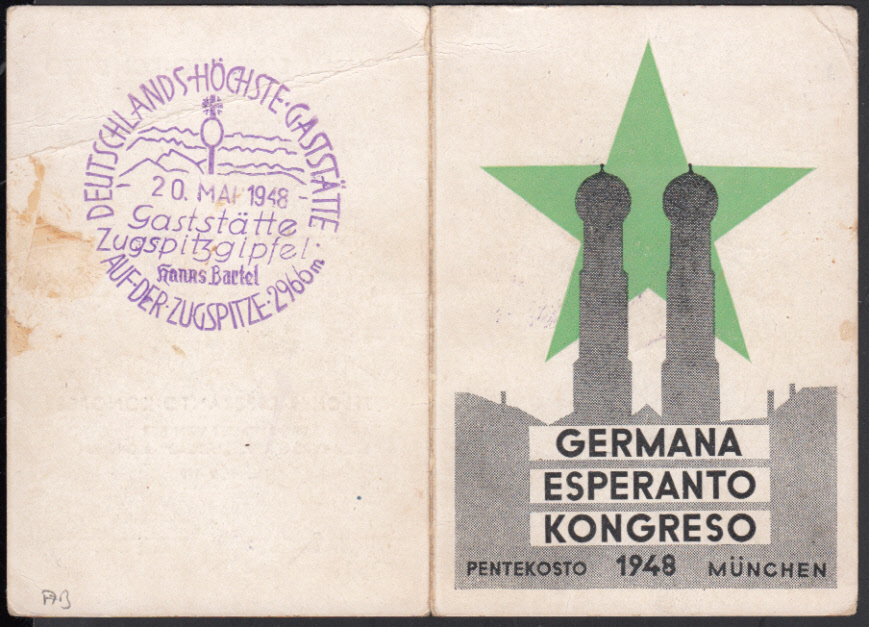 DEUTSCHLANDS·HÖCHSTE·GASTSTÄTTE
20. MAI 1948 -
Gaststätte
Zugspitzgipfel·
Hanns Bartel
AUF·DER·ZUGSPITZE·2966m
GERMANA
ESPERANTO
KONGRESO
PENTEKOSTO 1948 MÜNCHEN